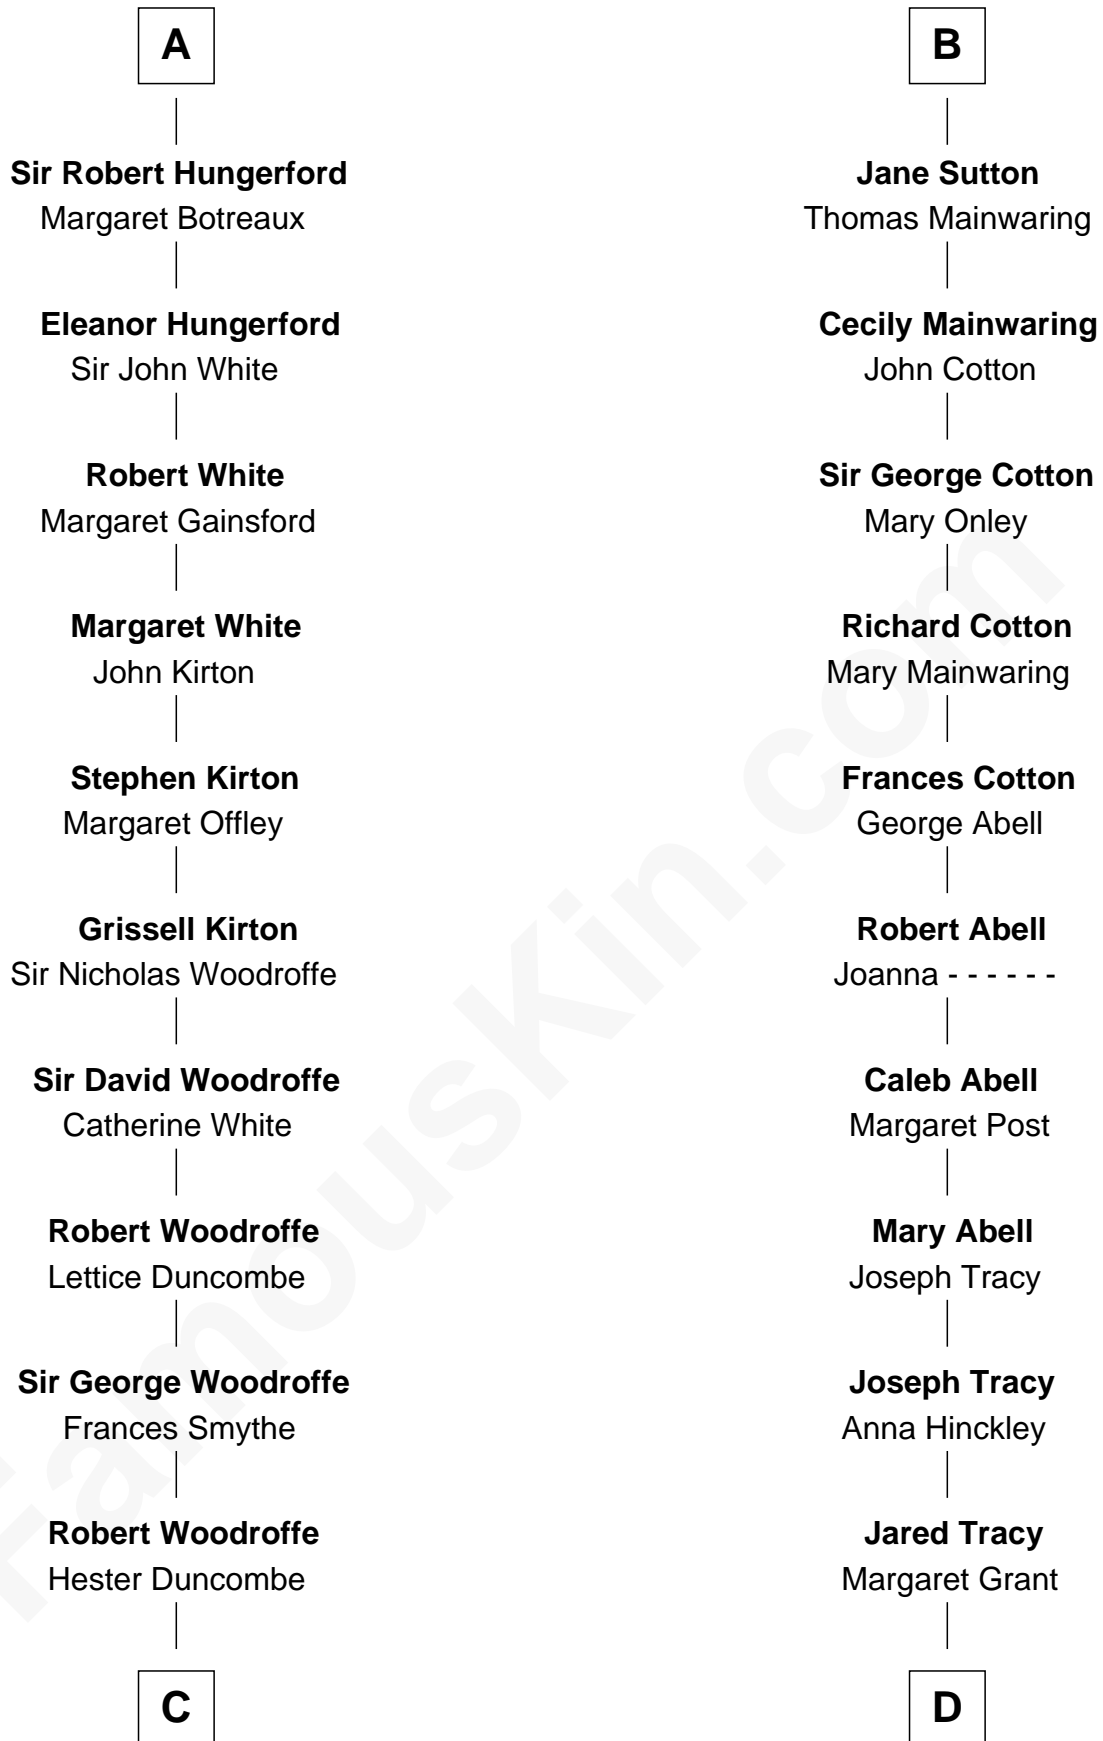 A
Sir Robert Hungerford
Margaret Botreaux
Eleanor Hungerford
Sir John White
Robert White
Margaret Gainsford
Margaret White
John Kirton
Stephen Kirton
Margaret Offley
Grissell Kirton
Sir Nicholas Woodroffe
Sir David Woodroffe
Catherine White
Robert Woodroffe
Lettice Duncombe
Sir George Woodroffe
Frances Smythe
Robert Woodroffe
Hester Duncombe
C
B
Jane Sutton
Thomas Mainwaring
Cecily Mainwaring
John Cotton
Sir George Cotton
Mary Onley
Richard Cotton
Mary Mainwaring
Frances Cotton
George Abell
Robert Abell
Joanna - - - - - -
Caleb Abell
Margaret Post
Mary Abell
Joseph Tracy
Joseph Tracy
Anna Hinckley
Jared Tracy
Margaret Grant
D
FamousKin.com